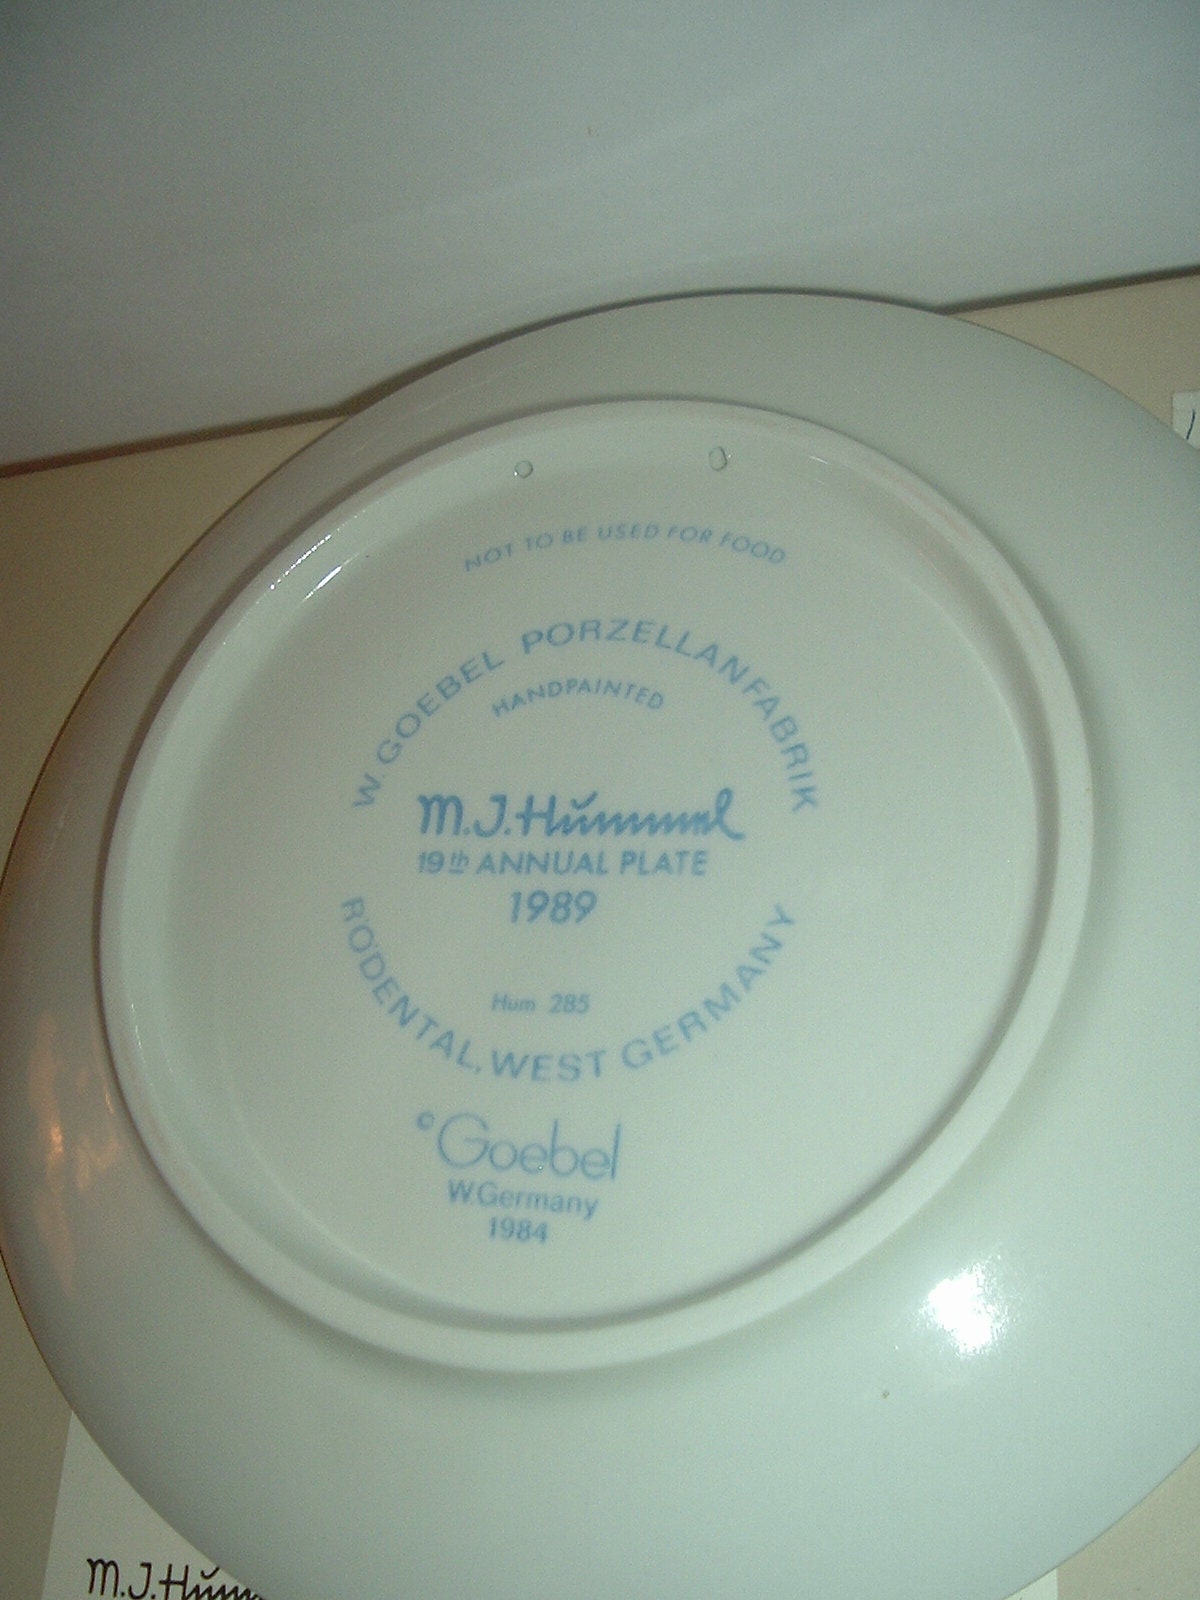 NOT TO BE USED FOR FOOD
W. GOEBEL PORZELLANFABRIK
HANDPAINTED
M.J.Hummel
19th ANNUAL PLATE
1989
Hum 285
RÖDENTAL, WEST GERMANY
© Goebel
W.Germany
1984
M.J.Humm